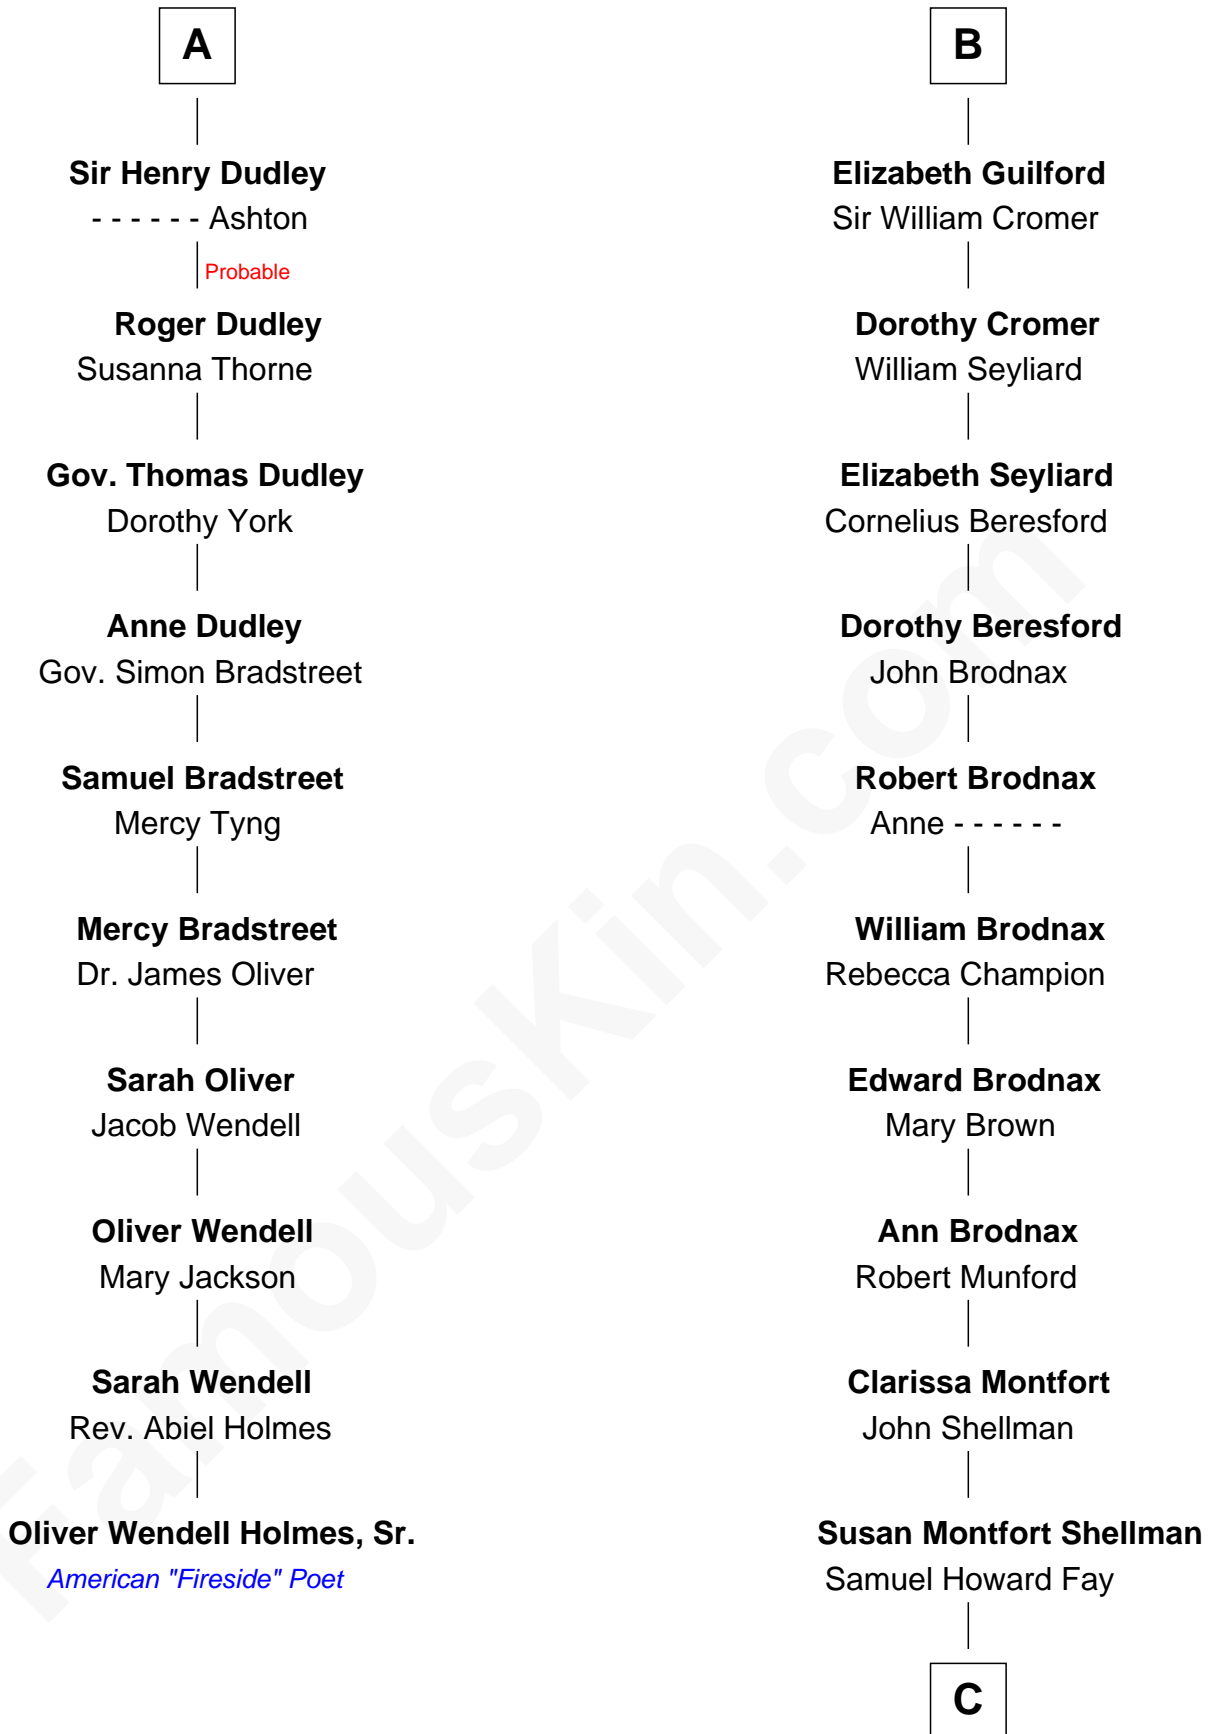 A
Sir Henry Dudley
- - - - - - Ashton
Probable
Roger Dudley
Susanna Thorne
Gov. Thomas Dudley
Dorothy York
Anne Dudley
Gov. Simon Bradstreet
Samuel Bradstreet
Mercy Tyng
Mercy Bradstreet
Dr. James Oliver
Sarah Oliver
Jacob Wendell
Oliver Wendell
Mary Jackson
Sarah Wendell
Rev. Abiel Holmes
Oliver Wendell Holmes, Sr.
American "Fireside" Poet
B
Elizabeth Guilford
Sir William Cromer
Dorothy Cromer
William Seyliard
Elizabeth Seyliard
Cornelius Beresford
Dorothy Beresford
John Brodnax
Robert Brodnax
Anne - - - - - -
William Brodnax
Rebecca Champion
Edward Brodnax
Mary Brown
Ann Brodnax
Robert Munford
Clarissa Montfort
John Shellman
Susan Montfort Shellman
Samuel Howard Fay
C
FamousKin.com